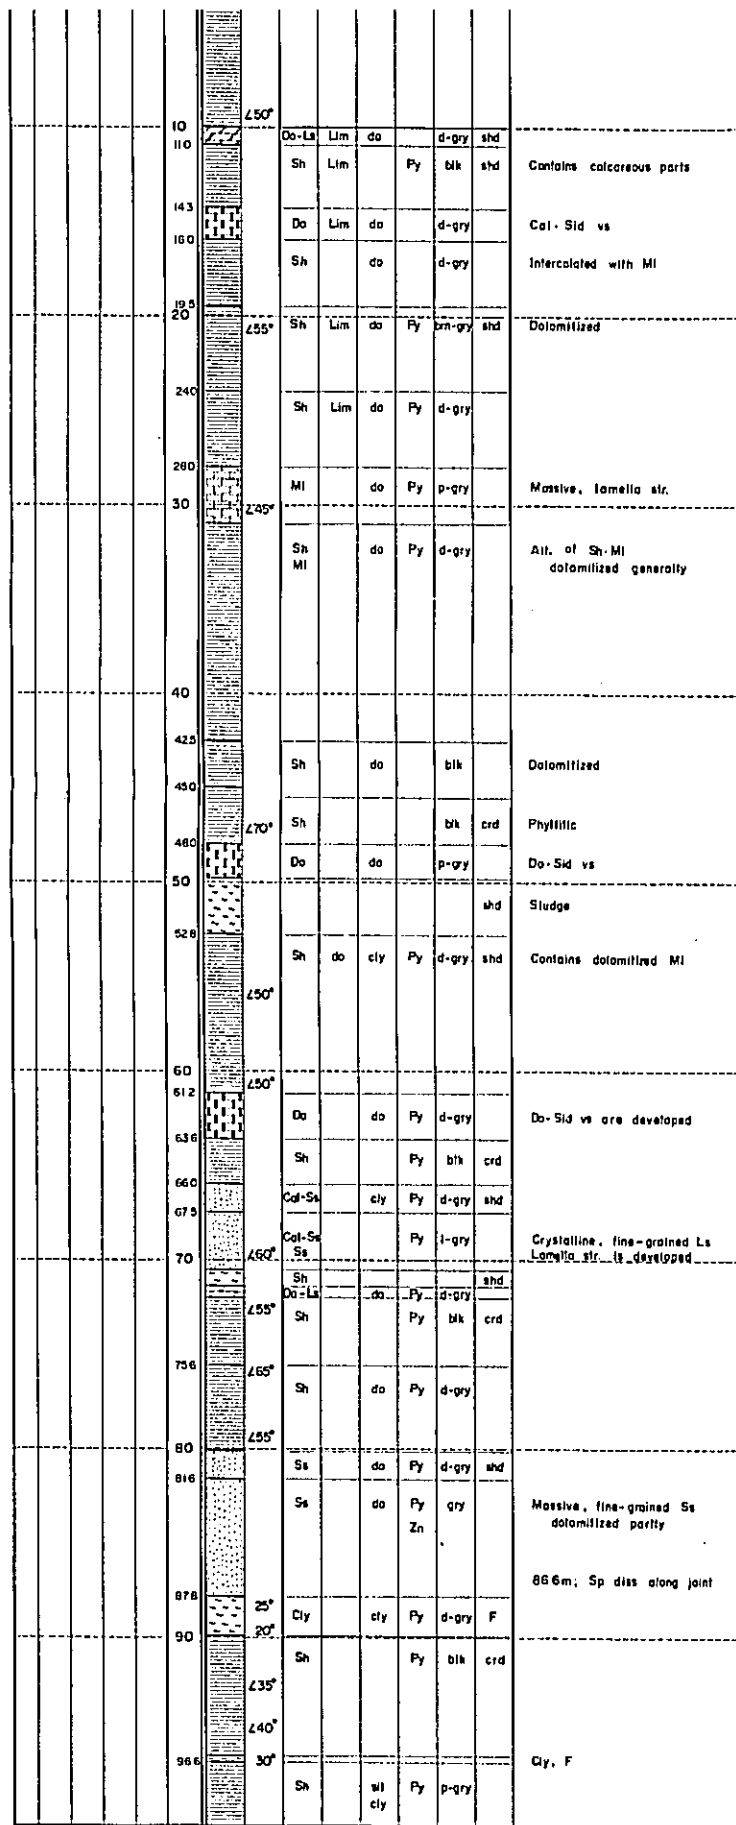 ∠50°
10
Do-Ls Lim do d-gry shd
110
Sh Lim Py blk shd Contains calcareous parts
143
Do Lim do d-gry Cal-Sid vs
160
Sh do d-gry Intercalated with Ml
195
20
∠55° Sh Lim do Py brn-gry shd Dolomitized
240
Sh Lim do Py d-gry
280
Ml do Py p-gry Massive, lamella str.
30
∠45°
Sh do Py d-gry Alt. of Sh-Ml
Ml dolomitized generally
40
425
Sh do blk Dolomitized
450
∠70° Sh blk crd Phyllitic
480
Do do p-gry Do-Sid vs
50
shd Sludge
528
Sh do cly Py d-gry shd Contains dolomitized Ml
∠50°
60
∠50°
612
Do do Py d-gry Do-Sid vs are developed
636
Sh Py blk crd
660
Cal-Ss cly Py d-gry shd
675
Cal-Ss Py l-gry Crystalline, fine-grained Ls
∠60° Ss Lamella str. is developed
70
Sh shd
Do-Ls do Py d-gry
∠55° Sh Py blk crd
756
∠65°
Sh do Py d-gry
∠55°
80
Ss do Py d-gry shd
816
Ss do Py gry Massive, fine-grained Ss
Zn dolomitized partly
866m; Sp diss along joint
878
25°
Cly cly Py d-gry F
20°
90
Sh Py blk crd
∠35°
∠40°
966 30° Cly, F
Sh sil Py p-gry
cly